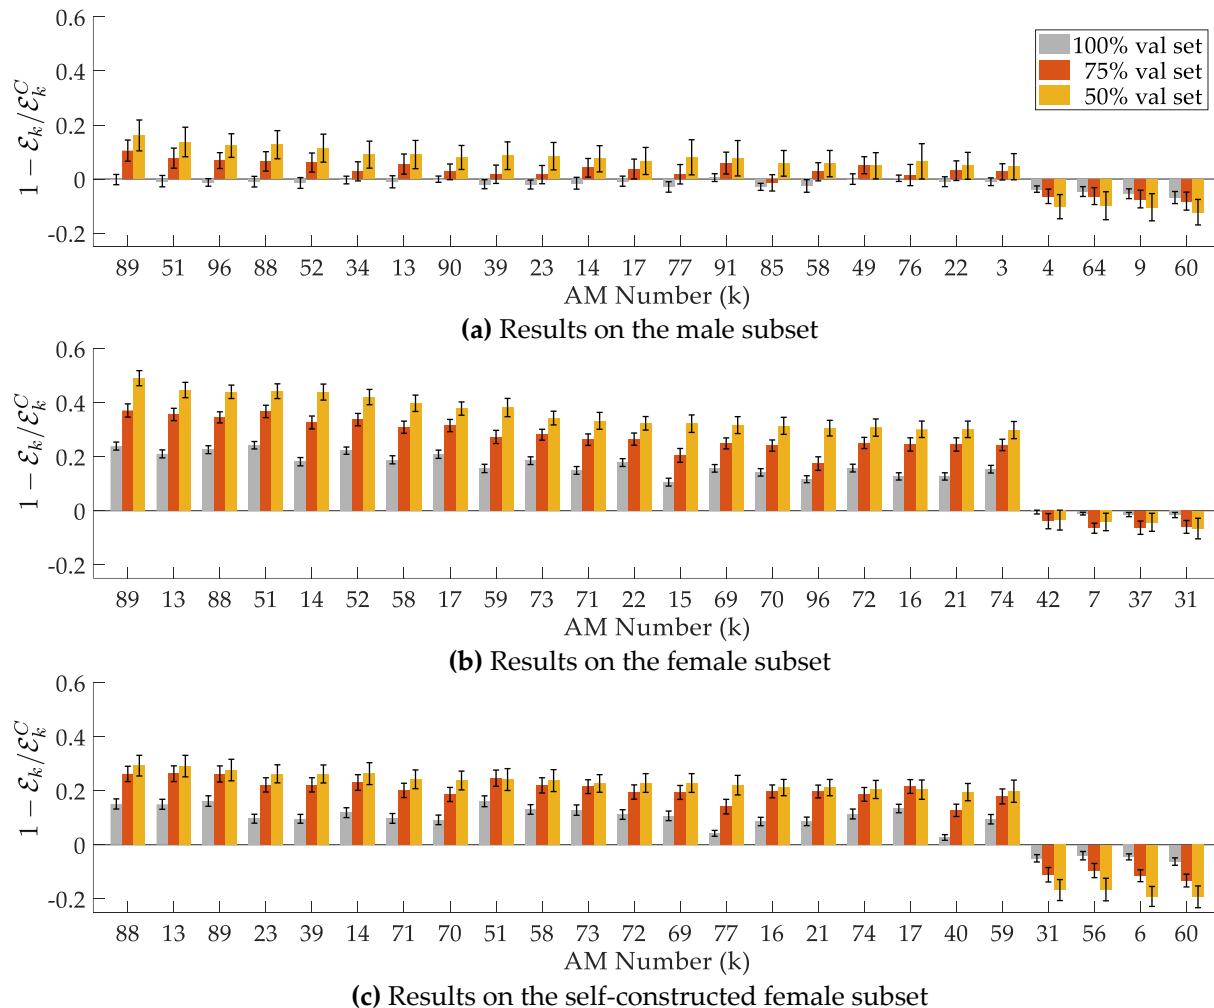 0.6
0.4
0.2
0
-0.2
1 − ℰ_k/ℰ_k^C
100% val set
75% val set
50% val set
89 51 96 88 52 34 13 90 39 23 14 17 77 91 85 58 49 76 22 3 4 64 9 60
AM Number (k)
(a) Results on the male subset
0.6
0.4
0.2
0
-0.2
1 − ℰ_k/ℰ_k^C
89 13 88 51 14 52 58 17 59 73 71 22 15 69 70 96 72 16 21 74 42 7 37 31
AM Number (k)
(b) Results on the female subset
0.6
0.4
0.2
0
-0.2
1 − ℰ_k/ℰ_k^C
88 13 89 23 39 14 71 70 51 58 73 72 69 77 16 21 74 17 40 59 31 56 6 60
AM Number (k)
(c) Results on the self-constructed female subset